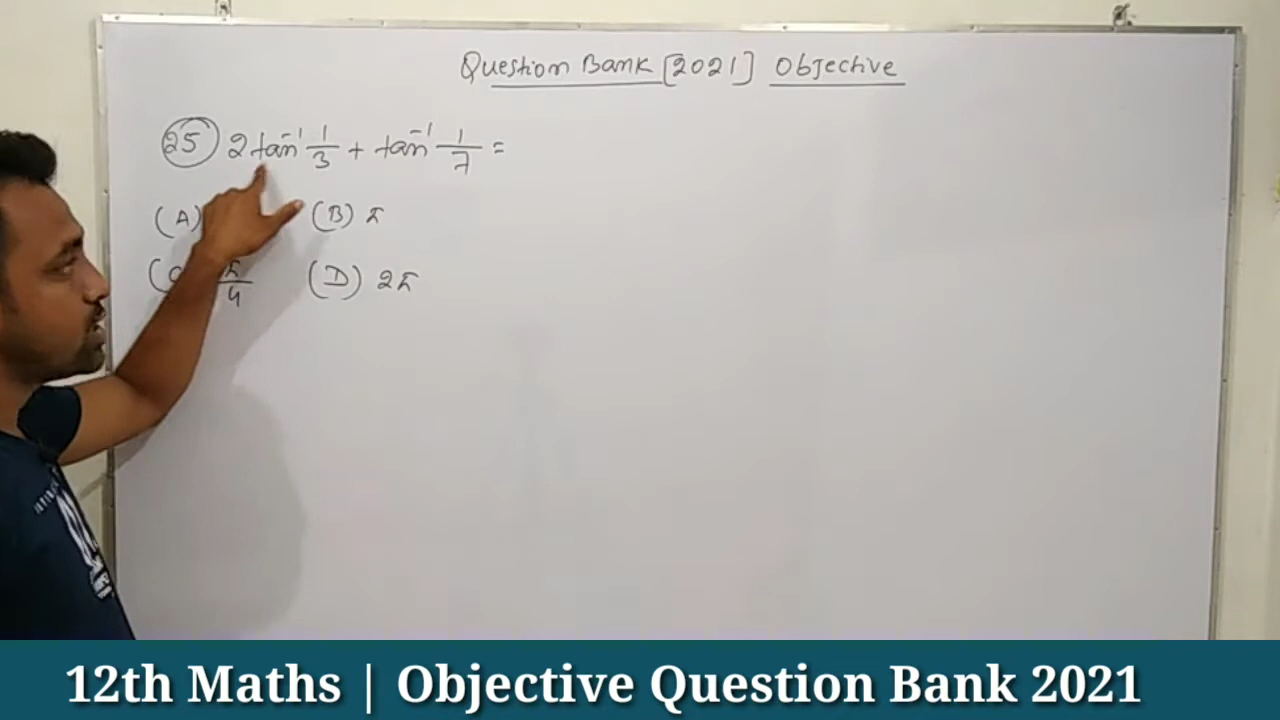 Question Bank [2021] Objective
25 2 tan⁻¹ 1/3 + tan⁻¹ 1/7 =
(A) (B) π
(C π/4 (D) 2π
12th Maths | Objective Question Bank 2021